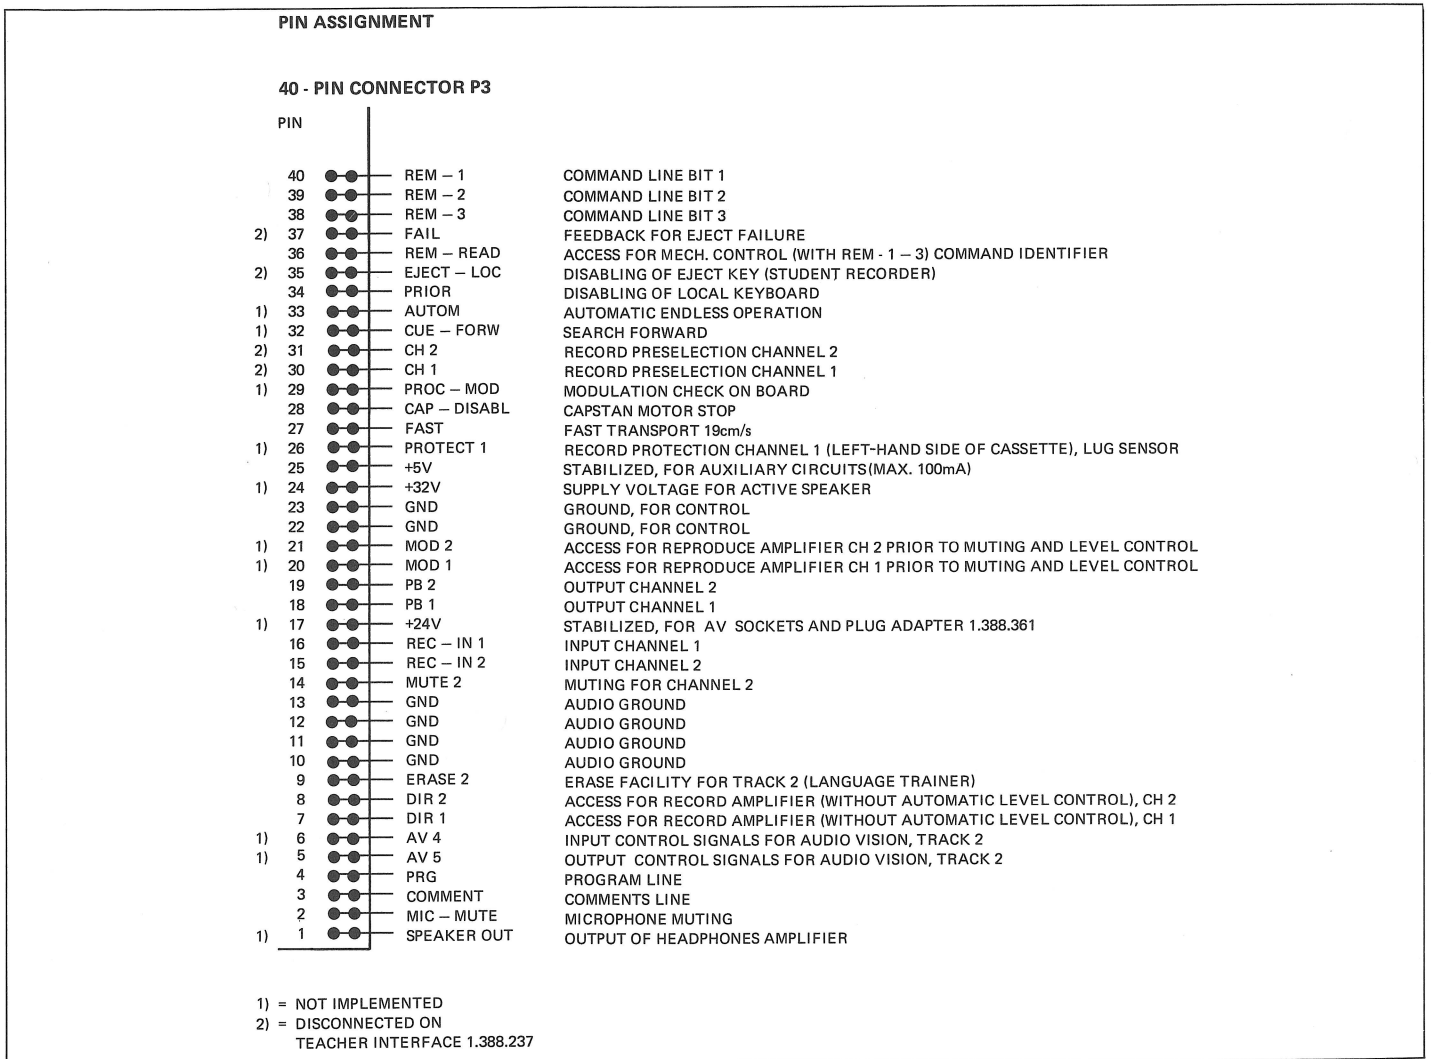 PIN ASSIGNMENT
40 - PIN CONNECTOR P3
PIN
40 REM – 1 COMMAND LINE BIT 1
39 REM – 2 COMMAND LINE BIT 2
38 REM – 3 COMMAND LINE BIT 3
2) 37 FAIL FEEDBACK FOR EJECT FAILURE
36 REM – READ ACCESS FOR MECH. CONTROL (WITH REM - 1 – 3) COMMAND IDENTIFIER
2) 35 EJECT – LOC DISABLING OF EJECT KEY (STUDENT RECORDER)
34 PRIOR DISABLING OF LOCAL KEYBOARD
1) 33 AUTOM AUTOMATIC ENDLESS OPERATION
1) 32 CUE – FORW SEARCH FORWARD
2) 31 CH 2 RECORD PRESELECTION CHANNEL 2
2) 30 CH 1 RECORD PRESELECTION CHANNEL 1
1) 29 PROC – MOD MODULATION CHECK ON BOARD
28 CAP – DISABL CAPSTAN MOTOR STOP
27 FAST FAST TRANSPORT 19cm/s
1) 26 PROTECT 1 RECORD PROTECTION CHANNEL 1 (LEFT-HAND SIDE OF CASSETTE), LUG SENSOR
25 +5V STABILIZED, FOR AUXILIARY CIRCUITS (MAX. 100mA)
1) 24 +32V SUPPLY VOLTAGE FOR ACTIVE SPEAKER
23 GND GROUND, FOR CONTROL
22 GND GROUND, FOR CONTROL
1) 21 MOD 2 ACCESS FOR REPRODUCE AMPLIFIER CH 2 PRIOR TO MUTING AND LEVEL CONTROL
1) 20 MOD 1 ACCESS FOR REPRODUCE AMPLIFIER CH 1 PRIOR TO MUTING AND LEVEL CONTROL
19 PB 2 OUTPUT CHANNEL 2
18 PB 1 OUTPUT CHANNEL 1
1) 17 +24V STABILIZED, FOR AV SOCKETS AND PLUG ADAPTER 1.388.361
16 REC – IN 1 INPUT CHANNEL 1
15 REC – IN 2 INPUT CHANNEL 2
14 MUTE 2 MUTING FOR CHANNEL 2
13 GND AUDIO GROUND
12 GND AUDIO GROUND
11 GND AUDIO GROUND
10 GND AUDIO GROUND
9 ERASE 2 ERASE FACILITY FOR TRACK 2 (LANGUAGE TRAINER)
8 DIR 2 ACCESS FOR RECORD AMPLIFIER (WITHOUT AUTOMATIC LEVEL CONTROL), CH 2
7 DIR 1 ACCESS FOR RECORD AMPLIFIER (WITHOUT AUTOMATIC LEVEL CONTROL), CH 1
1) 6 AV 4 INPUT CONTROL SIGNALS FOR AUDIO VISION, TRACK 2
1) 5 AV 5 OUTPUT CONTROL SIGNALS FOR AUDIO VISION, TRACK 2
4 PRG PROGRAM LINE
3 COMMENT COMMENTS LINE
2 MIC – MUTE MICROPHONE MUTING
1) 1 SPEAKER OUT OUTPUT OF HEADPHONES AMPLIFIER
1) = NOT IMPLEMENTED
2) = DISCONNECTED ON
TEACHER INTERFACE 1.388.237